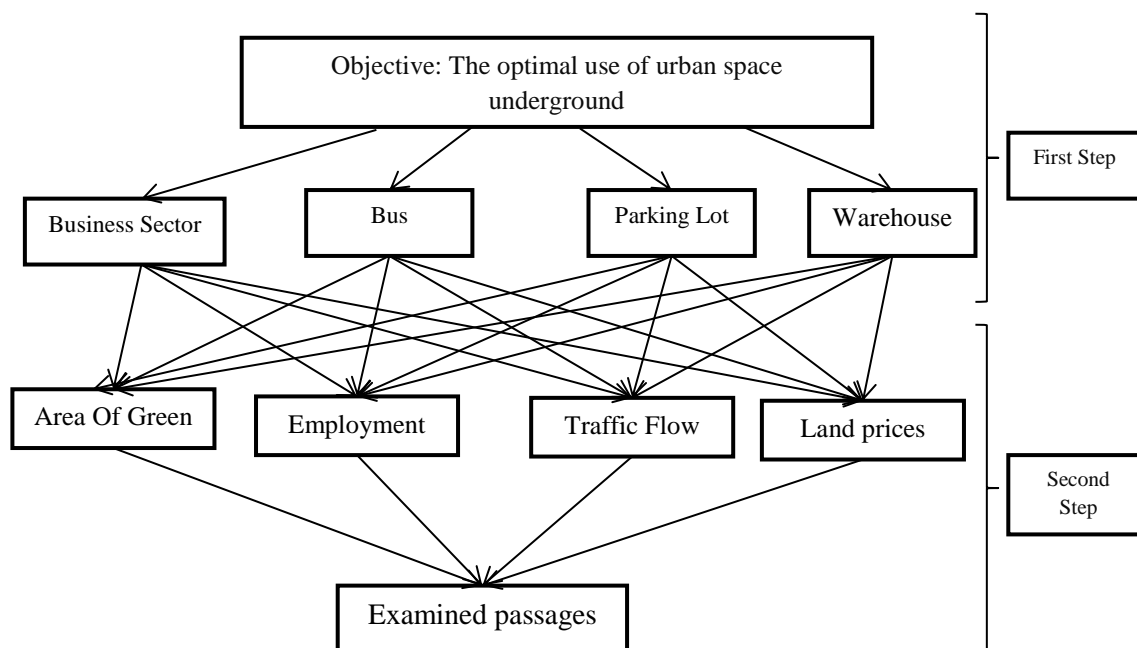 Objective: The optimal use of urban space
underground
First Step
Business Sector
Bus
Parking Lot
Warehouse
Area Of Green
Employment
Traffic Flow
Land prices
Second
Step
Examined passages